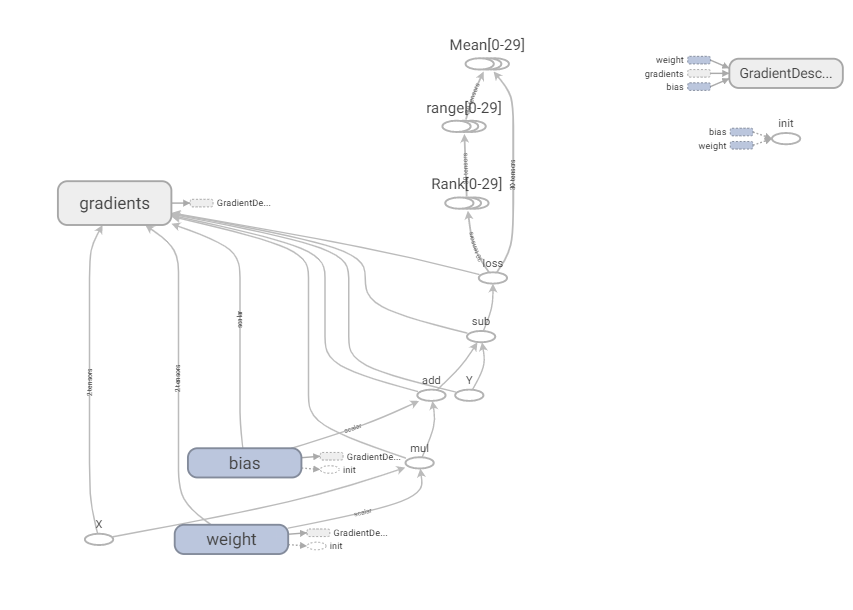 Mean[0-29]
weight
gradients
bias
GradientDesc...
range[0-29]
init
bias
weight
30 tensors
Rank[0-29]
gradients
GradientDe...
loss
scalar
sub
2 tensors
2 tensors
add
Y
scalar
mul
bias
GradientDe...
init
scalar
X
weight
GradientDe...
init